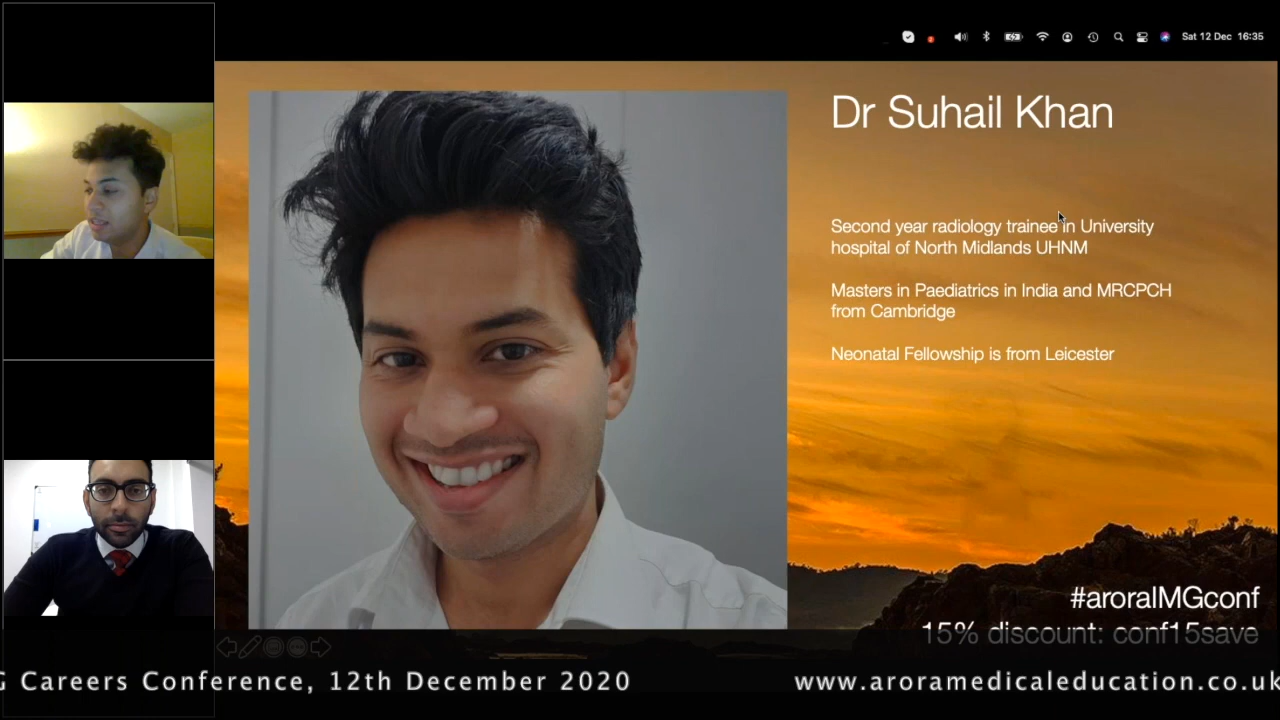 Sat 12 Dec 16:35
Dr Suhail Khan
Second year radiology trainee in University
hospital of North Midlands UHNM
Masters in Paediatrics in India and MRCPCH
from Cambridge
Neonatal Fellowship is from Leicester
#aroraIMGconf
15% discount: conf15save
G Careers Conference, 12th December 2020
www.aroramedicaleducation.co.uk